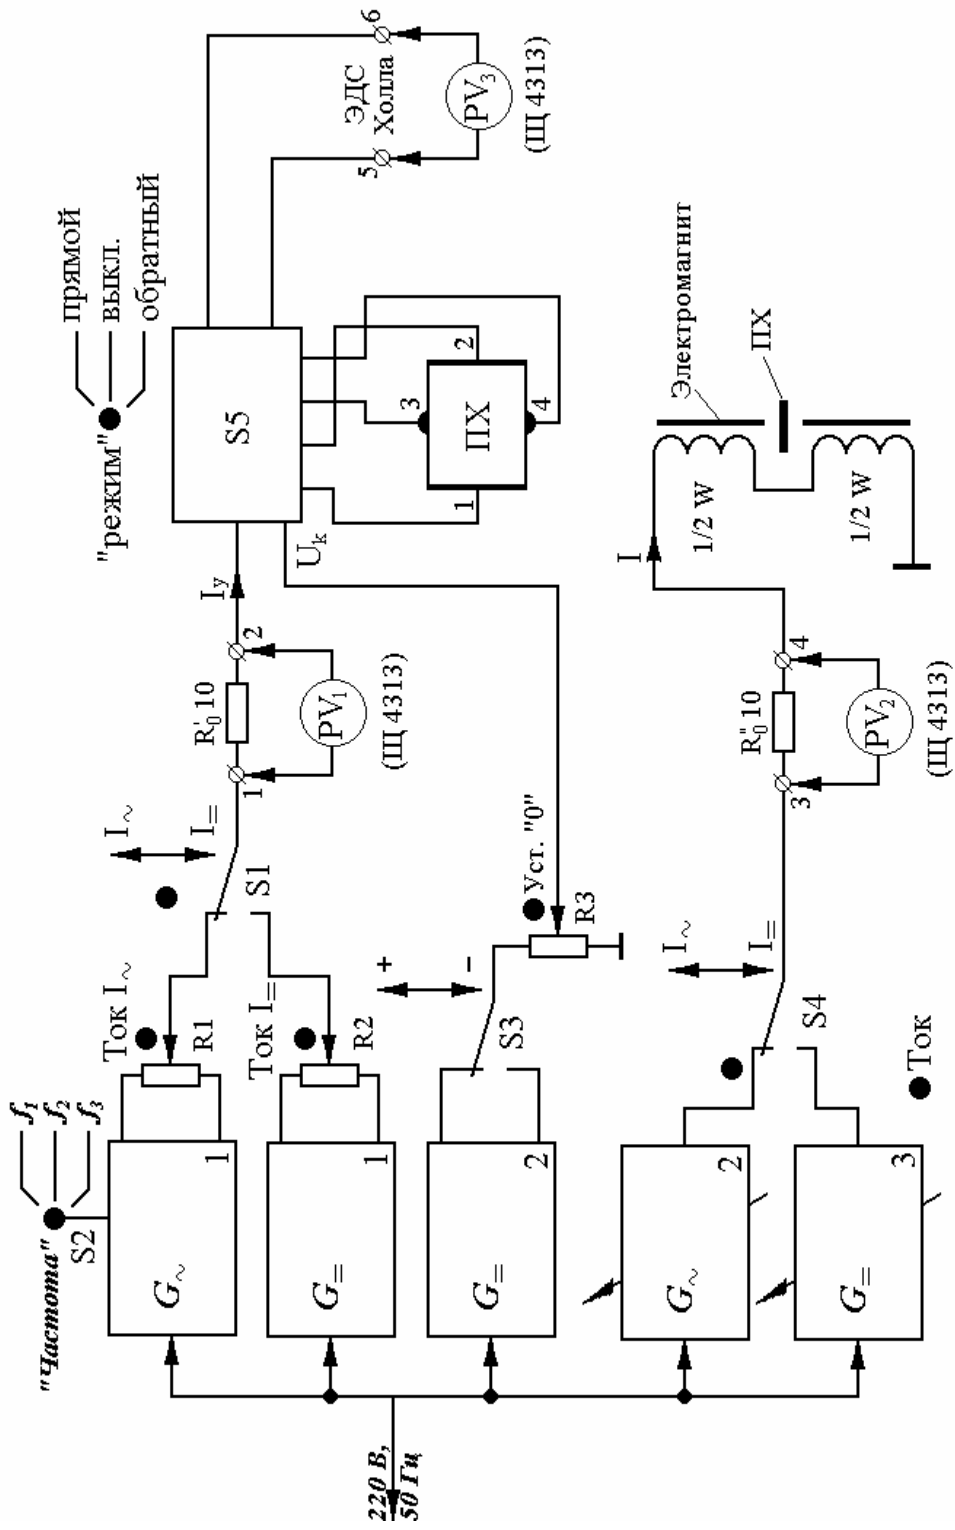 "Частота"
S2
f₁
f₂
f₃
G~
1
Ток I~
R1
G=
1
Ток I=
R2
S1
I~
I=
1
R₀' 10
2
PV₁
(Щ 4313)
Iу
Uk
"режим"
прямой
выкл.
обратный
S5
ПХ
1
2
3
4
ЭДС
Холла
5
6
PV₃
(Щ 4313)
G=
2
S3
+
-
Уст. "0"
R3
220 В,
50 Гц
G~
2
G=
3
Ток
S4
I~
I=
3
R₀" 10
4
PV₂
(Щ 4313)
I
1/2 W
1/2 W
Электромагнит
ПХ